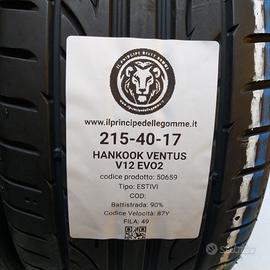 IL PRINCIPE DELLE GOMME
www.ilprincipedellegomme.it
215-40-17
HANKOOK VENTUS
V12 EVO2
codice prodotto: 50659
Tipo: ESTIVI
COD:
Battistrada: 90%
Codice Velocità: 87Y
FILA: 49
subito